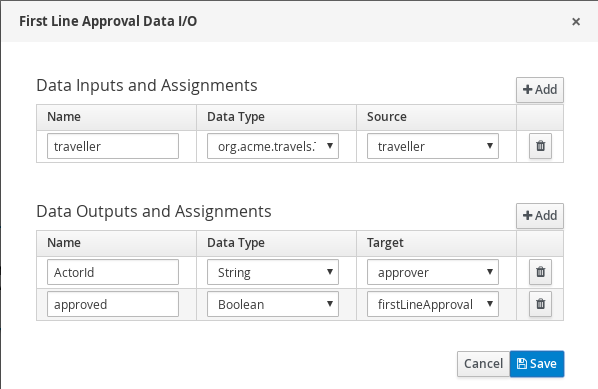 First Line Approval Data I/O ×
Data Inputs and Assignments
Add
Name Data Type Source
traveller org.acme.travels. traveller
Data Outputs and Assignments
Add
Name Data Type Target
ActorId String approver
approved Boolean firstLineApproval
Cancel Save